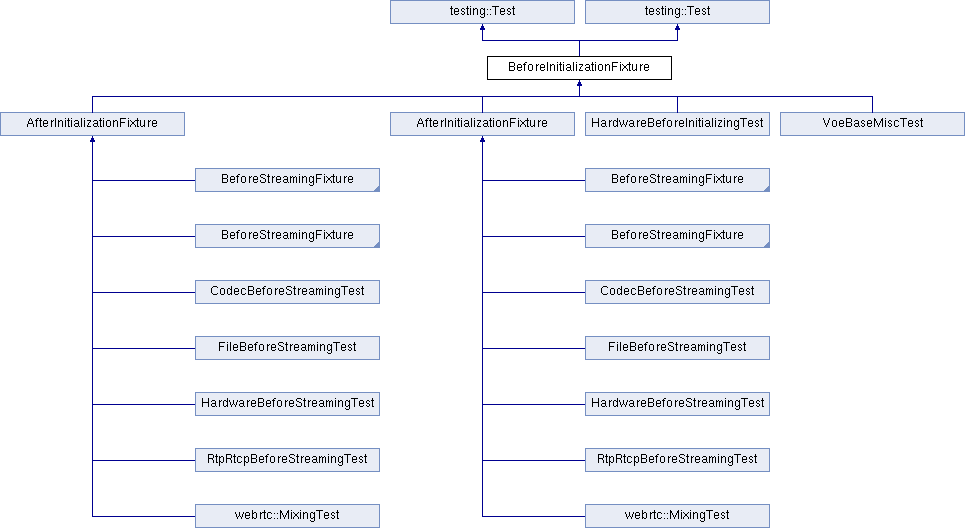 testing::Test
testing::Test
BeforeInitializationFixture
AfterInitializationFixture
AfterInitializationFixture
HardwareBeforeInitializingTest
VoeBaseMiscTest
BeforeStreamingFixture
BeforeStreamingFixture
BeforeStreamingFixture
BeforeStreamingFixture
CodecBeforeStreamingTest
CodecBeforeStreamingTest
FileBeforeStreamingTest
FileBeforeStreamingTest
HardwareBeforeStreamingTest
HardwareBeforeStreamingTest
RtpRtcpBeforeStreamingTest
RtpRtcpBeforeStreamingTest
webrtc::MixingTest
webrtc::MixingTest